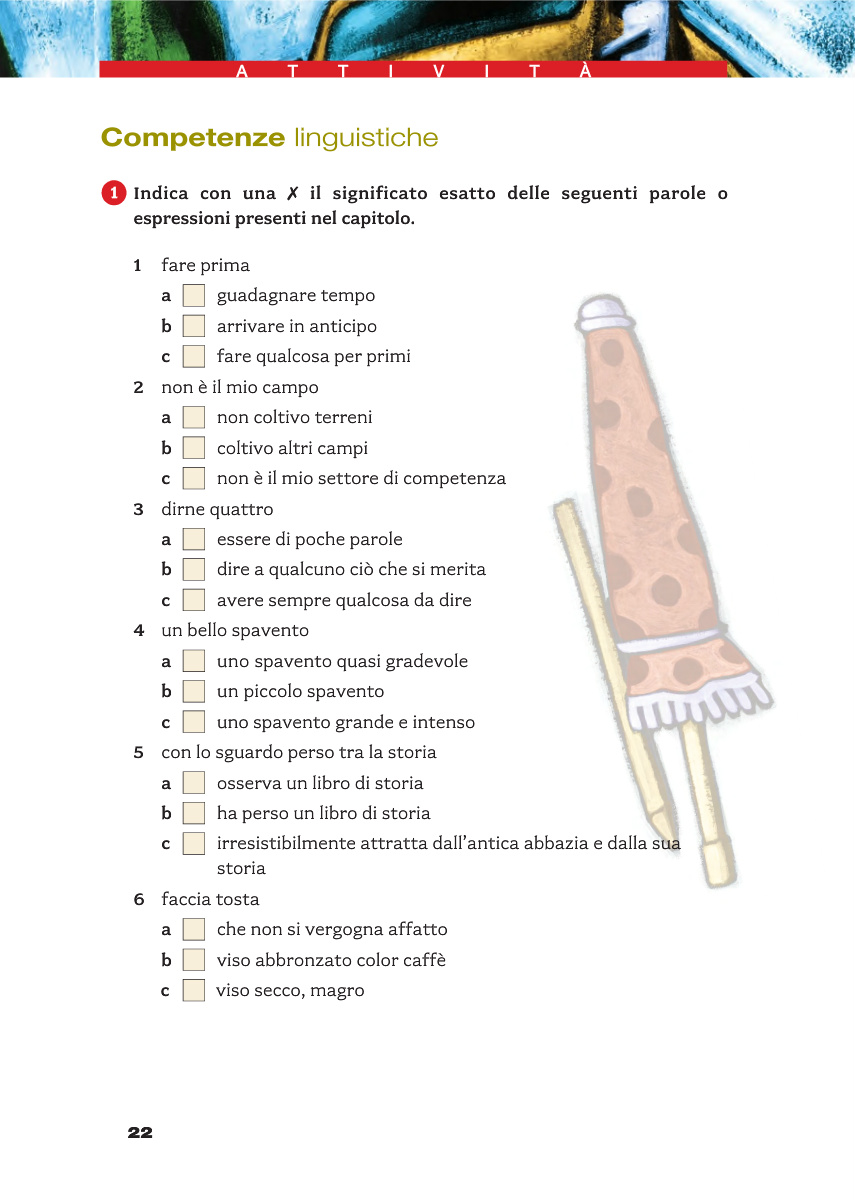 ATTIVITÀ
Competenze linguistiche
1 Indica con una ✗ il significato esatto delle seguenti parole o
espressioni presenti nel capitolo.
1 fare prima
a guadagnare tempo
b arrivare in anticipo
c fare qualcosa per primi
2 non è il mio campo
a non coltivo terreni
b coltivo altri campi
c non è il mio settore di competenza
3 dirne quattro
a essere di poche parole
b dire a qualcuno ciò che si merita
c avere sempre qualcosa da dire
4 un bello spavento
a uno spavento quasi gradevole
b un piccolo spavento
c uno spavento grande e intenso
5 con lo sguardo perso tra la storia
a osserva un libro di storia
b ha perso un libro di storia
c irresistibilmente attratta dall'antica abbazia e dalla sua
storia
6 faccia tosta
a che non si vergogna affatto
b viso abbronzato color caffè
c viso secco, magro
22